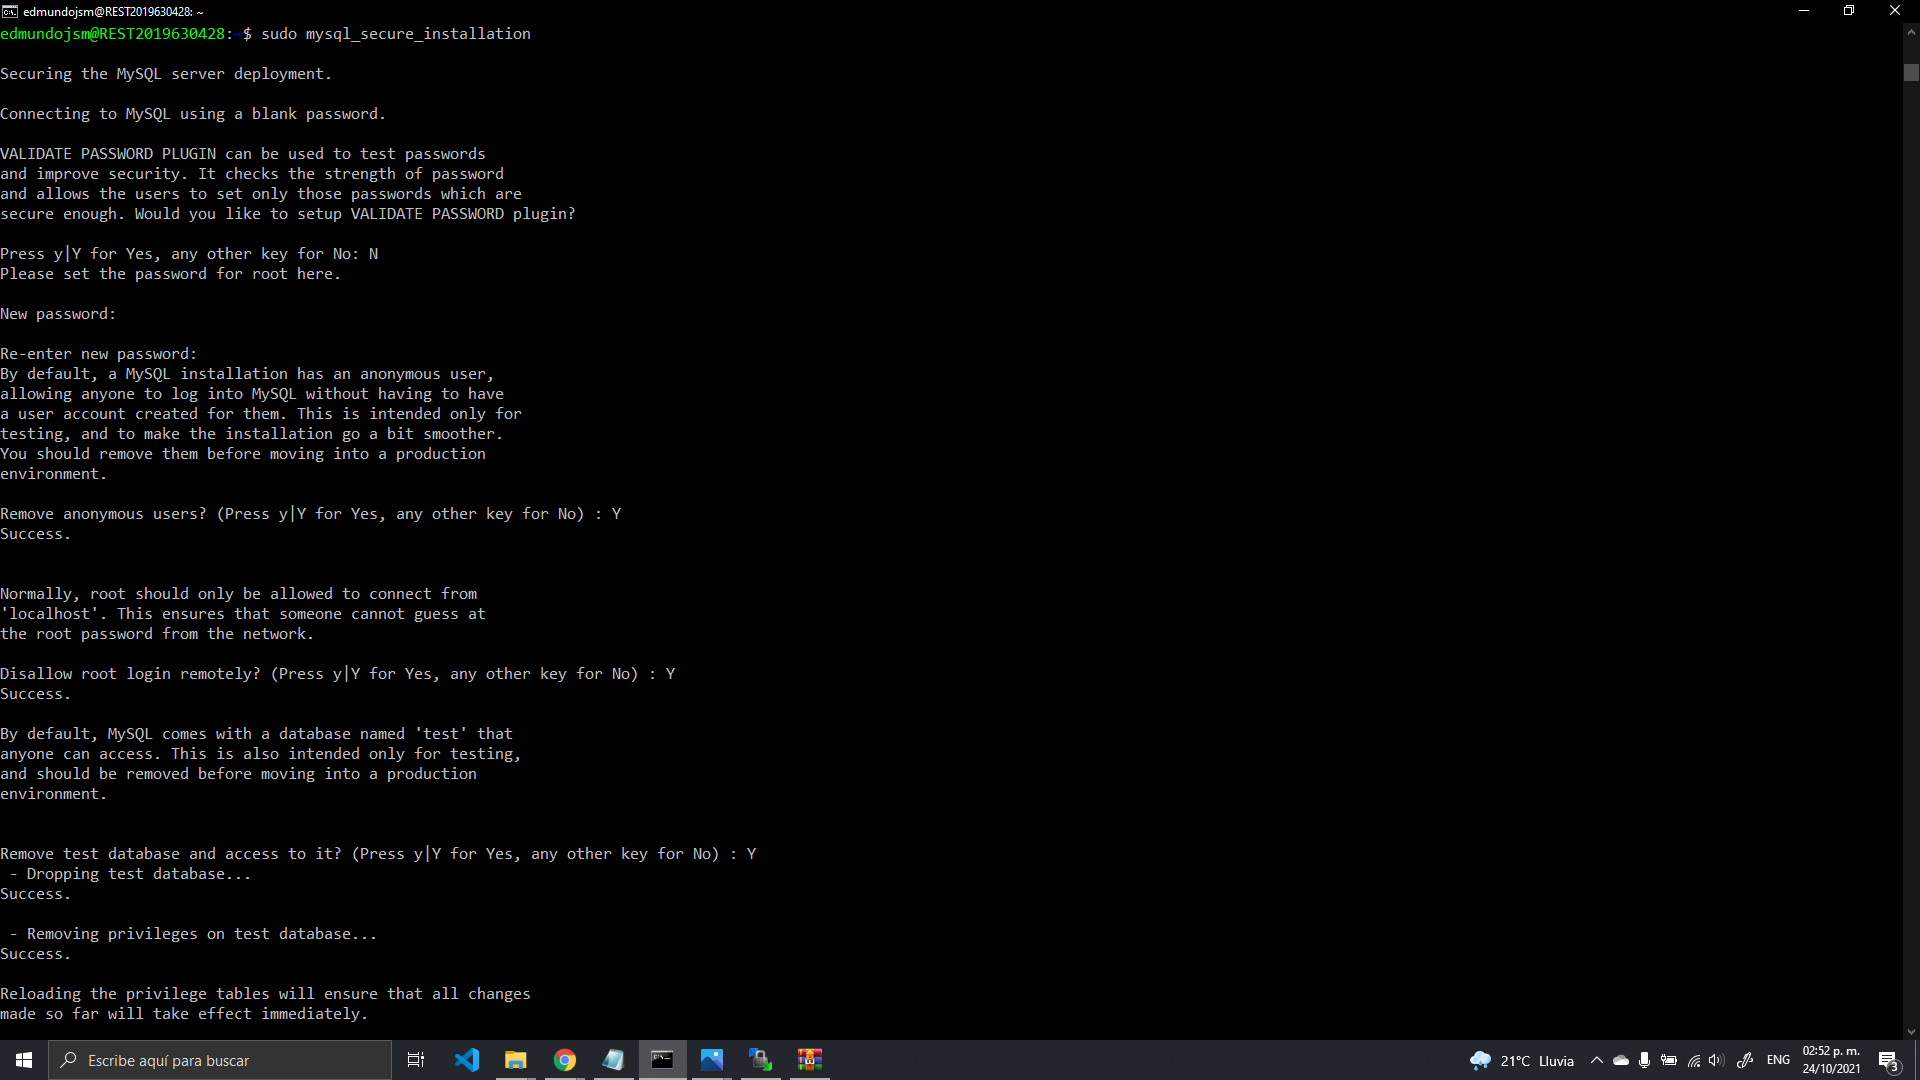 edmundojsm@REST2019630428: ~
edmundojsm@REST2019630428:~$ sudo mysql_secure_installation
Securing the MySQL server deployment.
Connecting to MySQL using a blank password.
VALIDATE PASSWORD PLUGIN can be used to test passwords
and improve security. It checks the strength of password
and allows the users to set only those passwords which are
secure enough. Would you like to setup VALIDATE PASSWORD plugin?
Press y|Y for Yes, any other key for No: N
Please set the password for root here.
New password:
Re-enter new password:
By default, a MySQL installation has an anonymous user,
allowing anyone to log into MySQL without having to have
a user account created for them. This is intended only for
testing, and to make the installation go a bit smoother.
You should remove them before moving into a production
environment.
Remove anonymous users? (Press y|Y for Yes, any other key for No) : Y
Success.
Normally, root should only be allowed to connect from
'localhost'. This ensures that someone cannot guess at
the root password from the network.
Disallow root login remotely? (Press y|Y for Yes, any other key for No) : Y
Success.
By default, MySQL comes with a database named 'test' that
anyone can access. This is also intended only for testing,
and should be removed before moving into a production
environment.
Remove test database and access to it? (Press y|Y for Yes, any other key for No) : Y
- Dropping test database...
Success.
- Removing privileges on test database...
Success.
Reloading the privilege tables will ensure that all changes
made so far will take effect immediately.
Escribe aquí para buscar
21°C Lluvia
ENG
02:52 p. m.
24/10/2021
3